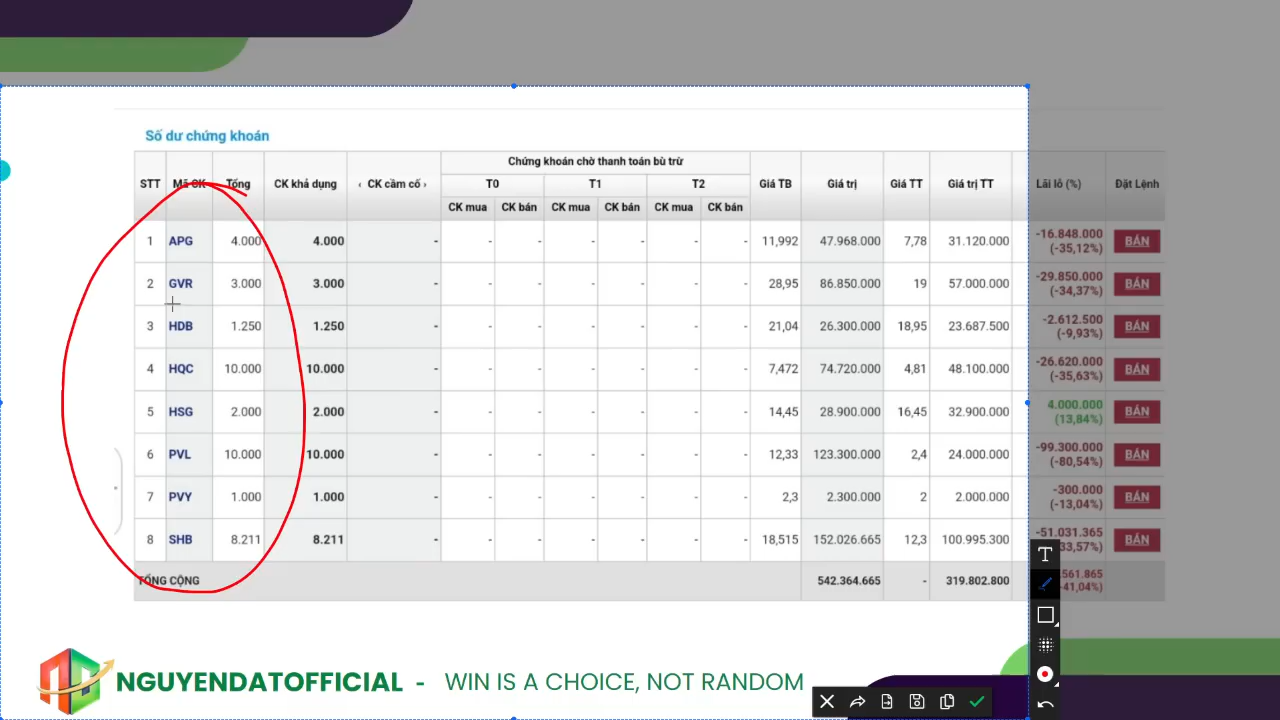 Số dư chứng khoán
STT Mã CK Tổng CK khả dụng ‹ CK cầm cố › Chứng khoán chờ thanh toán bù trừ Giá TB Giá trị Giá TT Giá trị TT Lãi lỗ (%) Đặt Lệnh
T0 T1 T2
CK mua CK bán CK mua CK bán CK mua CK bán
1 APG 4.000 4.000 - - - - - - - 11,992 47.968.000 7,78 31.120.000 -16.848.000 (-35,12%) BÁN
2 GVR 3.000 3.000 - - - - - - - 28,95 86.850.000 19 57.000.000 -29.850.000 (-34,37%) BÁN
3 HDB 1.250 1.250 - - - - - - - 21,04 26.300.000 18,95 23.687.500 -2.612.500 (-9,93%) BÁN
4 HQC 10.000 10.000 - - - - - - - 7,472 74.720.000 4,81 48.100.000 -26.620.000 (-35,63%) BÁN
5 HSG 2.000 2.000 - - - - - - - 14,45 28.900.000 16,45 32.900.000 4.000.000 (13,84%) BÁN
6 PVL 10.000 10.000 - - - - - - - 12,33 123.300.000 2,4 24.000.000 -99.300.000 (-80,54%) BÁN
7 PVY 1.000 1.000 - - - - - - - 2,3 2.300.000 2 2.000.000 -300.000 (-13,04%) BÁN
8 SHB 8.211 8.211 - - - - - - - 18,515 152.026.665 12,3 100.995.300 -51.031.365 33,57%) BÁN
TỔNG CỘNG 542.364.665 - 319.802.800 561.865 41,04%)
NGUYENDATOFFICIAL - WIN IS A CHOICE, NOT RANDOM